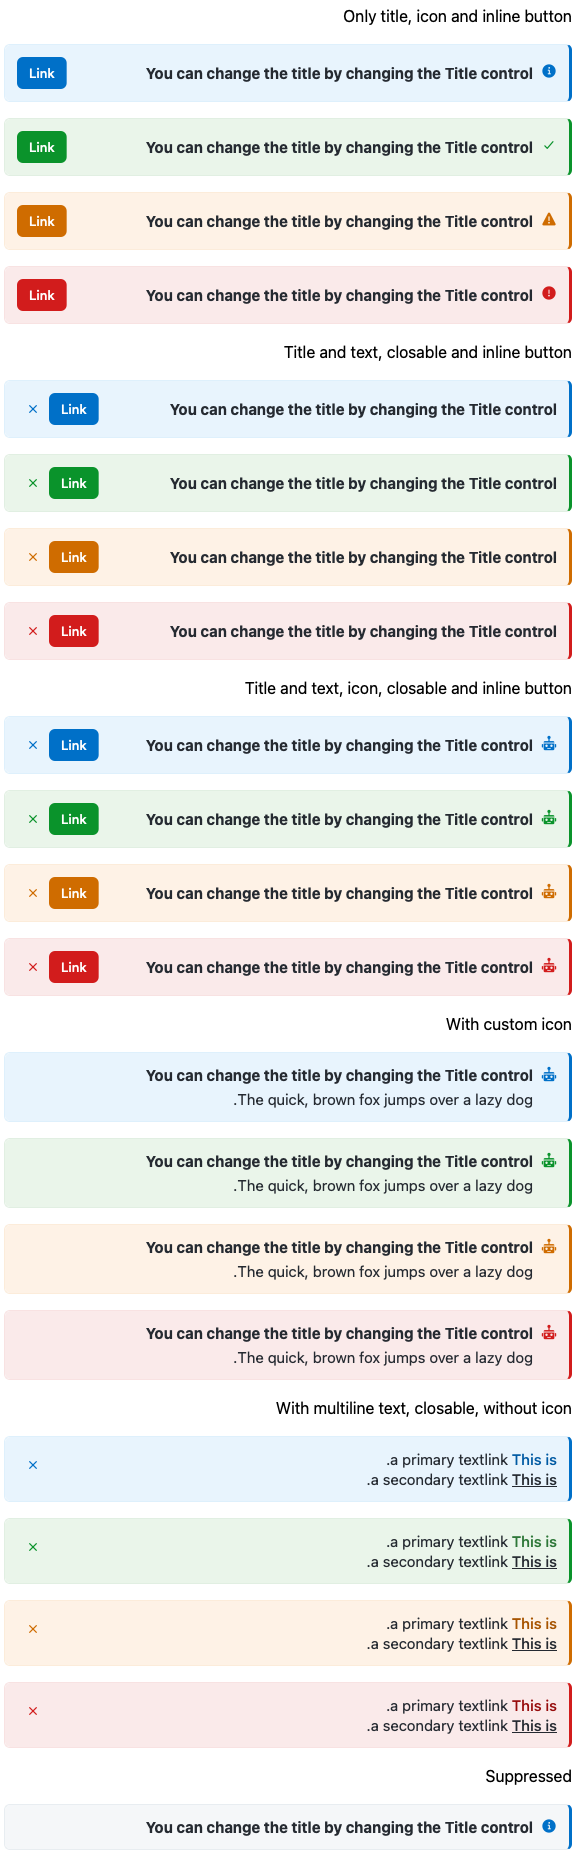 Only title, icon and inline button
Link You can change the title by changing the Title control
Link You can change the title by changing the Title control
Link You can change the title by changing the Title control
Link You can change the title by changing the Title control
Title and text, closable and inline button
Link You can change the title by changing the Title control
Link You can change the title by changing the Title control
Link You can change the title by changing the Title control
Link You can change the title by changing the Title control
Title and text, icon, closable and inline button
Link You can change the title by changing the Title control
Link You can change the title by changing the Title control
Link You can change the title by changing the Title control
Link You can change the title by changing the Title control
With custom icon
You can change the title by changing the Title control
.The quick, brown fox jumps over a lazy dog
You can change the title by changing the Title control
.The quick, brown fox jumps over a lazy dog
You can change the title by changing the Title control
.The quick, brown fox jumps over a lazy dog
You can change the title by changing the Title control
.The quick, brown fox jumps over a lazy dog
With multiline text, closable, without icon
.a primary textlink This is
.a secondary textlink This is
.a primary textlink This is
.a secondary textlink This is
.a primary textlink This is
.a secondary textlink This is
.a primary textlink This is
.a secondary textlink This is
Suppressed
You can change the title by changing the Title control